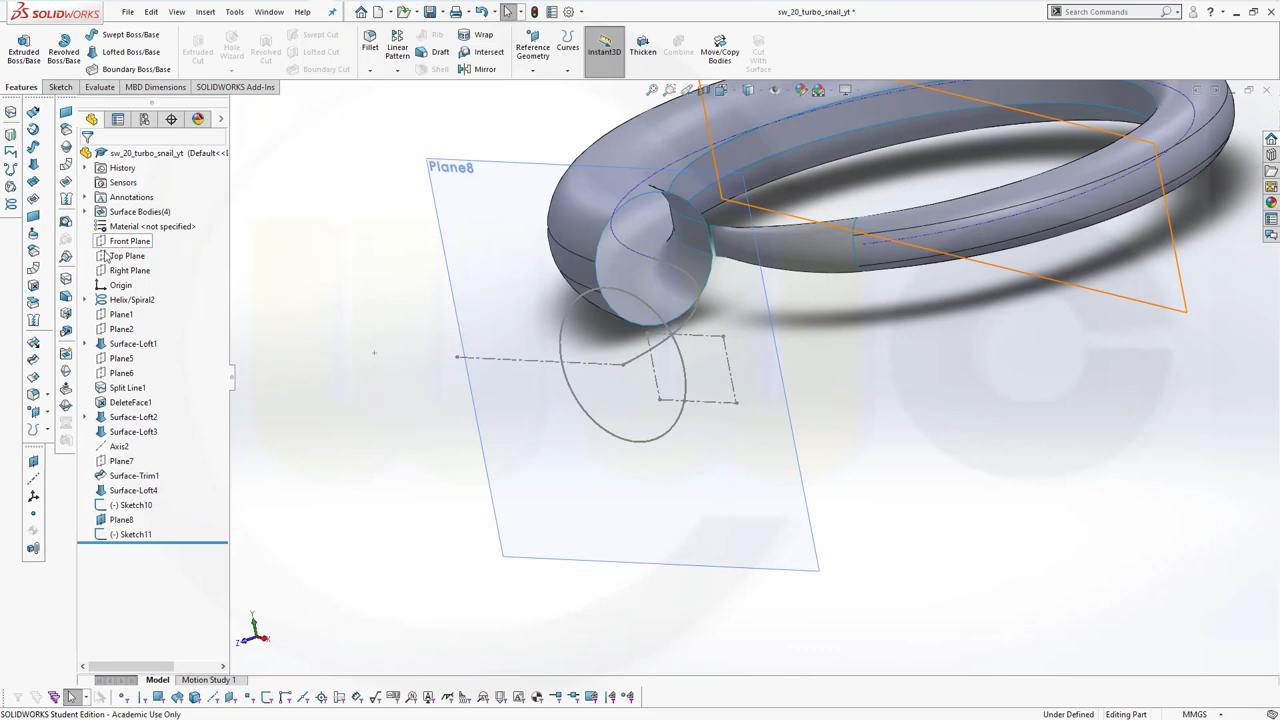 SOLIDWORKS
File Edit View Insert Tools Window Help
sw_20_turbo_snail_yt *
Search Commands
Extruded Boss/Base
Revolved Boss/Base
Swept Boss/Base
Lofted Boss/Base
Boundary Boss/Base
Extruded Cut
Hole Wizard
Revolved Cut
Swept Cut
Lofted Cut
Boundary Cut
Fillet
Linear Pattern
Rib
Draft
Shell
Wrap
Intersect
Mirror
Reference Geometry
Curves
Instant3D
Thicken
Combine
Move/Copy Bodies
Cut With Surface
Features Sketch Evaluate MBD Dimensions SOLIDWORKS Add-Ins
sw_20_turbo_snail_yt (Default<<D
History
Sensors
Annotations
Surface Bodies(4)
Material <not specified>
Front Plane
Top Plane
Right Plane
Origin
Helix/Spiral2
Plane1
Plane2
Surface-Loft1
Plane5
Plane6
Split Line1
DeleteFace1
Surface-Loft2
Surface-Loft3
Axis2
Plane7
Surface-Trim1
Surface-Loft4
(-) Sketch10
Plane8
(-) Sketch11
Plane8
Y
Z
X
Model Motion Study 1
SOLIDWORKS Student Edition - Academic Use Only
Under Defined Editing Part MMGS